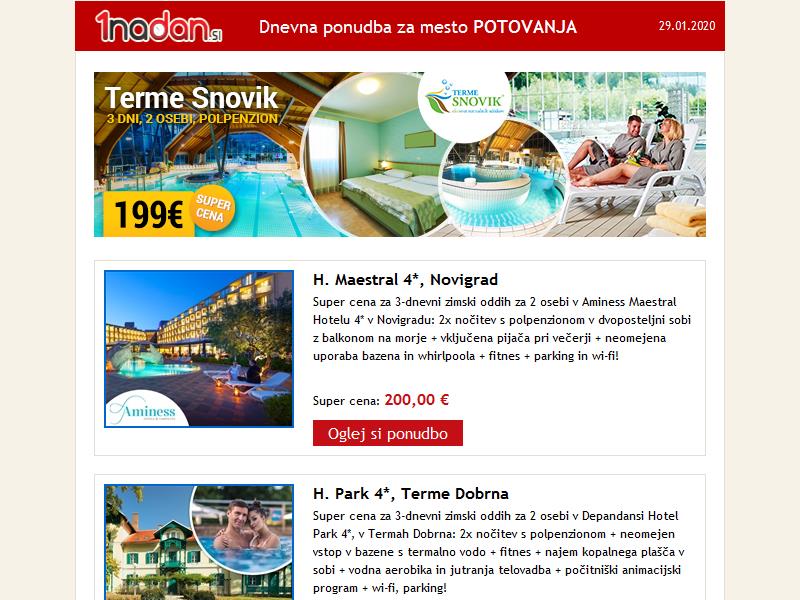 1nadan.si
Dnevna ponudba za mesto POTOVANJA
29.01.2020
Terme Snovik
3 DNI, 2 OSEBI, POLPENZION
199€
SUPER
CENA
TERME
SNOVIK
H. Maestral 4*, Novigrad
Super cena za 3-dnevni zimski oddih za 2 osebi v Aminess Maestral
Hotelu 4* v Novigradu: 2x nočitev s polpenzionom v dvoposteljni sobi
z balkonom na morje + vključena pijača pri večerji + neomejena
uporaba bazena in whirlpoola + fitnes + parking in wi-fi!
Super cena: 200,00 €
Oglej si ponudbo
Aminess
H. Park 4*, Terme Dobrna
Super cena za 3-dnevni zimski oddih za 2 osebi v Depandansi Hotel
Park 4*, v Termah Dobrna: 2x nočitev s polpenzionom + neomejen
vstop v bazene s termalno vodo + fitnes + najem kopalnega plašča v
sobi + vodna aerobika in jutranja telovadba + počitniški animacijski
program + wi-fi, parking!